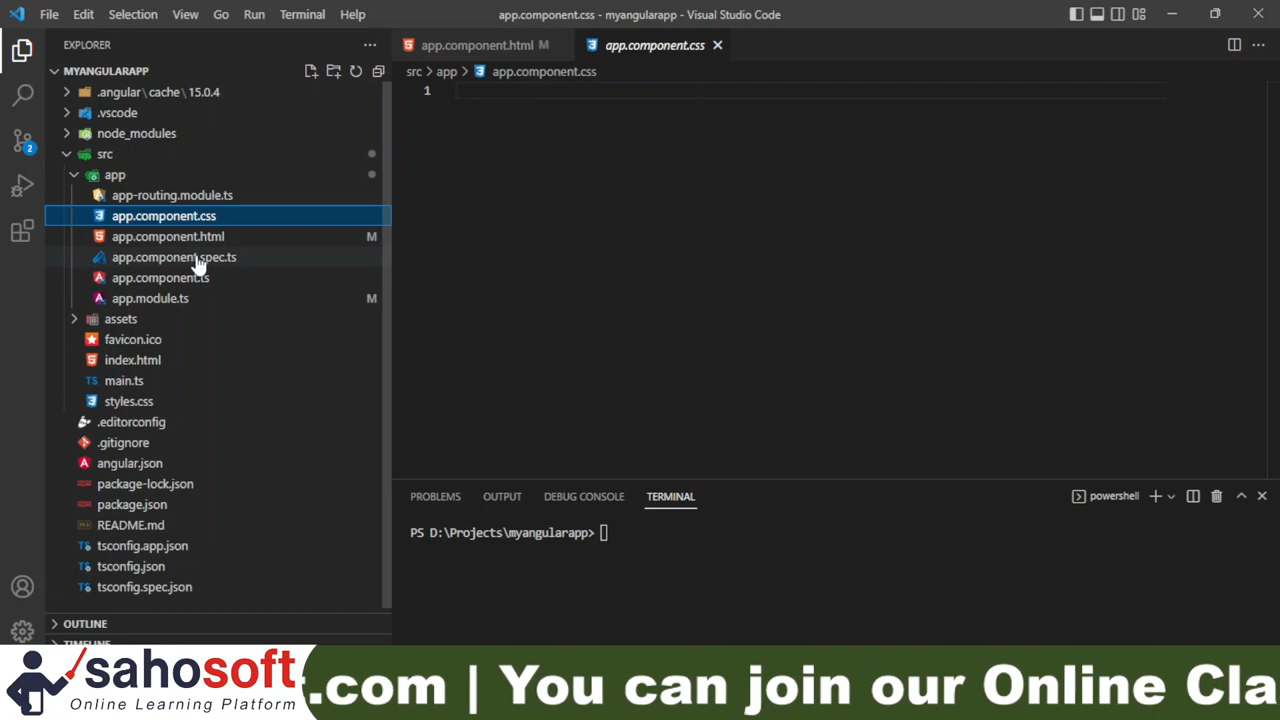 File Edit Selection View Go Run Terminal Help
app.component.css - myangularapp - Visual Studio Code
EXPLORER
MYANGULARAPP
.angular \ cache \ 15.0.4
.vscode
node_modules
src
app
app-routing.module.ts
app.component.css
app.component.html M
app.component.spec.ts
app.component.ts
app.module.ts M
assets
favicon.ico
index.html
TS main.ts
styles.css
.editorconfig
.gitignore
angular.json
package-lock.json
package.json
README.md
tsconfig.app.json
tsconfig.json
tsconfig.spec.json
OUTLINE
TIMELINE
2
app.component.html M
app.component.css
src > app > app.component.css
1
PROBLEMS OUTPUT DEBUG CONSOLE TERMINAL
powershell
PS D:\Projects\myangularapp>
sahosoft
Online Learning Platform
t.com | You can join our Online Cla